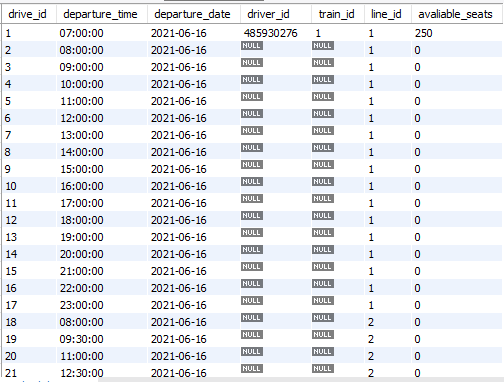 drive_id departure_time departure_date driver_id train_id line_id avaliable_seats
1 07:00:00 2021-06-16 485930276 1 1 250
2 08:00:00 2021-06-16 NULL NULL 1 0
3 09:00:00 2021-06-16 NULL NULL 1 0
4 10:00:00 2021-06-16 NULL NULL 1 0
5 11:00:00 2021-06-16 NULL NULL 1 0
6 12:00:00 2021-06-16 NULL NULL 1 0
7 13:00:00 2021-06-16 NULL NULL 1 0
8 14:00:00 2021-06-16 NULL NULL 1 0
9 15:00:00 2021-06-16 NULL NULL 1 0
10 16:00:00 2021-06-16 NULL NULL 1 0
11 17:00:00 2021-06-16 NULL NULL 1 0
12 18:00:00 2021-06-16 NULL NULL 1 0
13 19:00:00 2021-06-16 NULL NULL 1 0
14 20:00:00 2021-06-16 NULL NULL 1 0
15 21:00:00 2021-06-16 NULL NULL 1 0
16 22:00:00 2021-06-16 NULL NULL 1 0
17 23:00:00 2021-06-16 NULL NULL 1 0
18 08:00:00 2021-06-16 NULL NULL 2 0
19 09:30:00 2021-06-16 NULL NULL 2 0
20 11:00:00 2021-06-16 NULL NULL 2 0
21 12:30:00 2021-06-16 NULL NULL 2 0